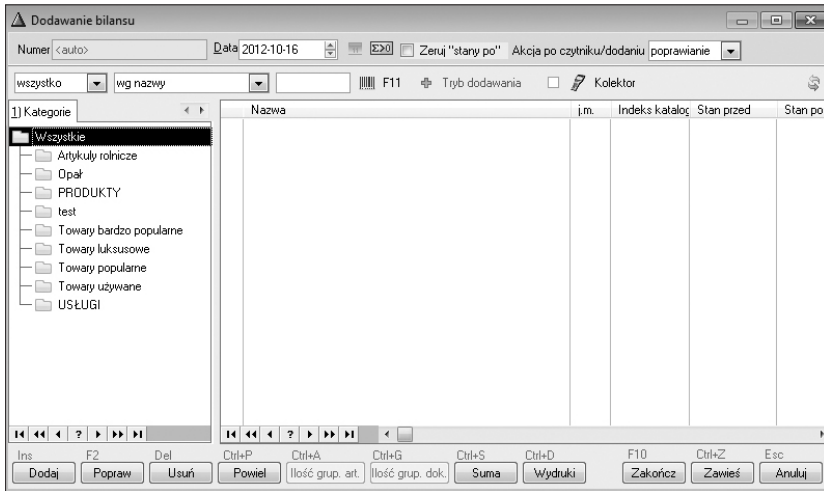 Dodawanie bilansu
Numer <auto> Data 2012-10-16 Σ>0 Zeruj "stany po" Akcja po czytniku/dodaniu poprawianie
wszystko wg nazwy F11 Tryb dodawania Kolektor
1) Kategorie Nazwa j.m. Indeks katalog Stan przed Stan po
Wszystkie
Artykuly rolnicze
Opał
PRODUKTY
test
Towary bardzo popularne
Towary luksusowe
Towary popularne
Towary używane
USŁUGI
? ?
Ins F2 Del Ctrl+P Ctrl+A Ctrl+G Ctrl+S Ctrl+D F10 Ctrl+Z Esc
Dodaj Popraw Usuń Powiel Ilość grup. art. Ilość grup. dok. Suma Wydruki Zakończ Zawieś Anuluj